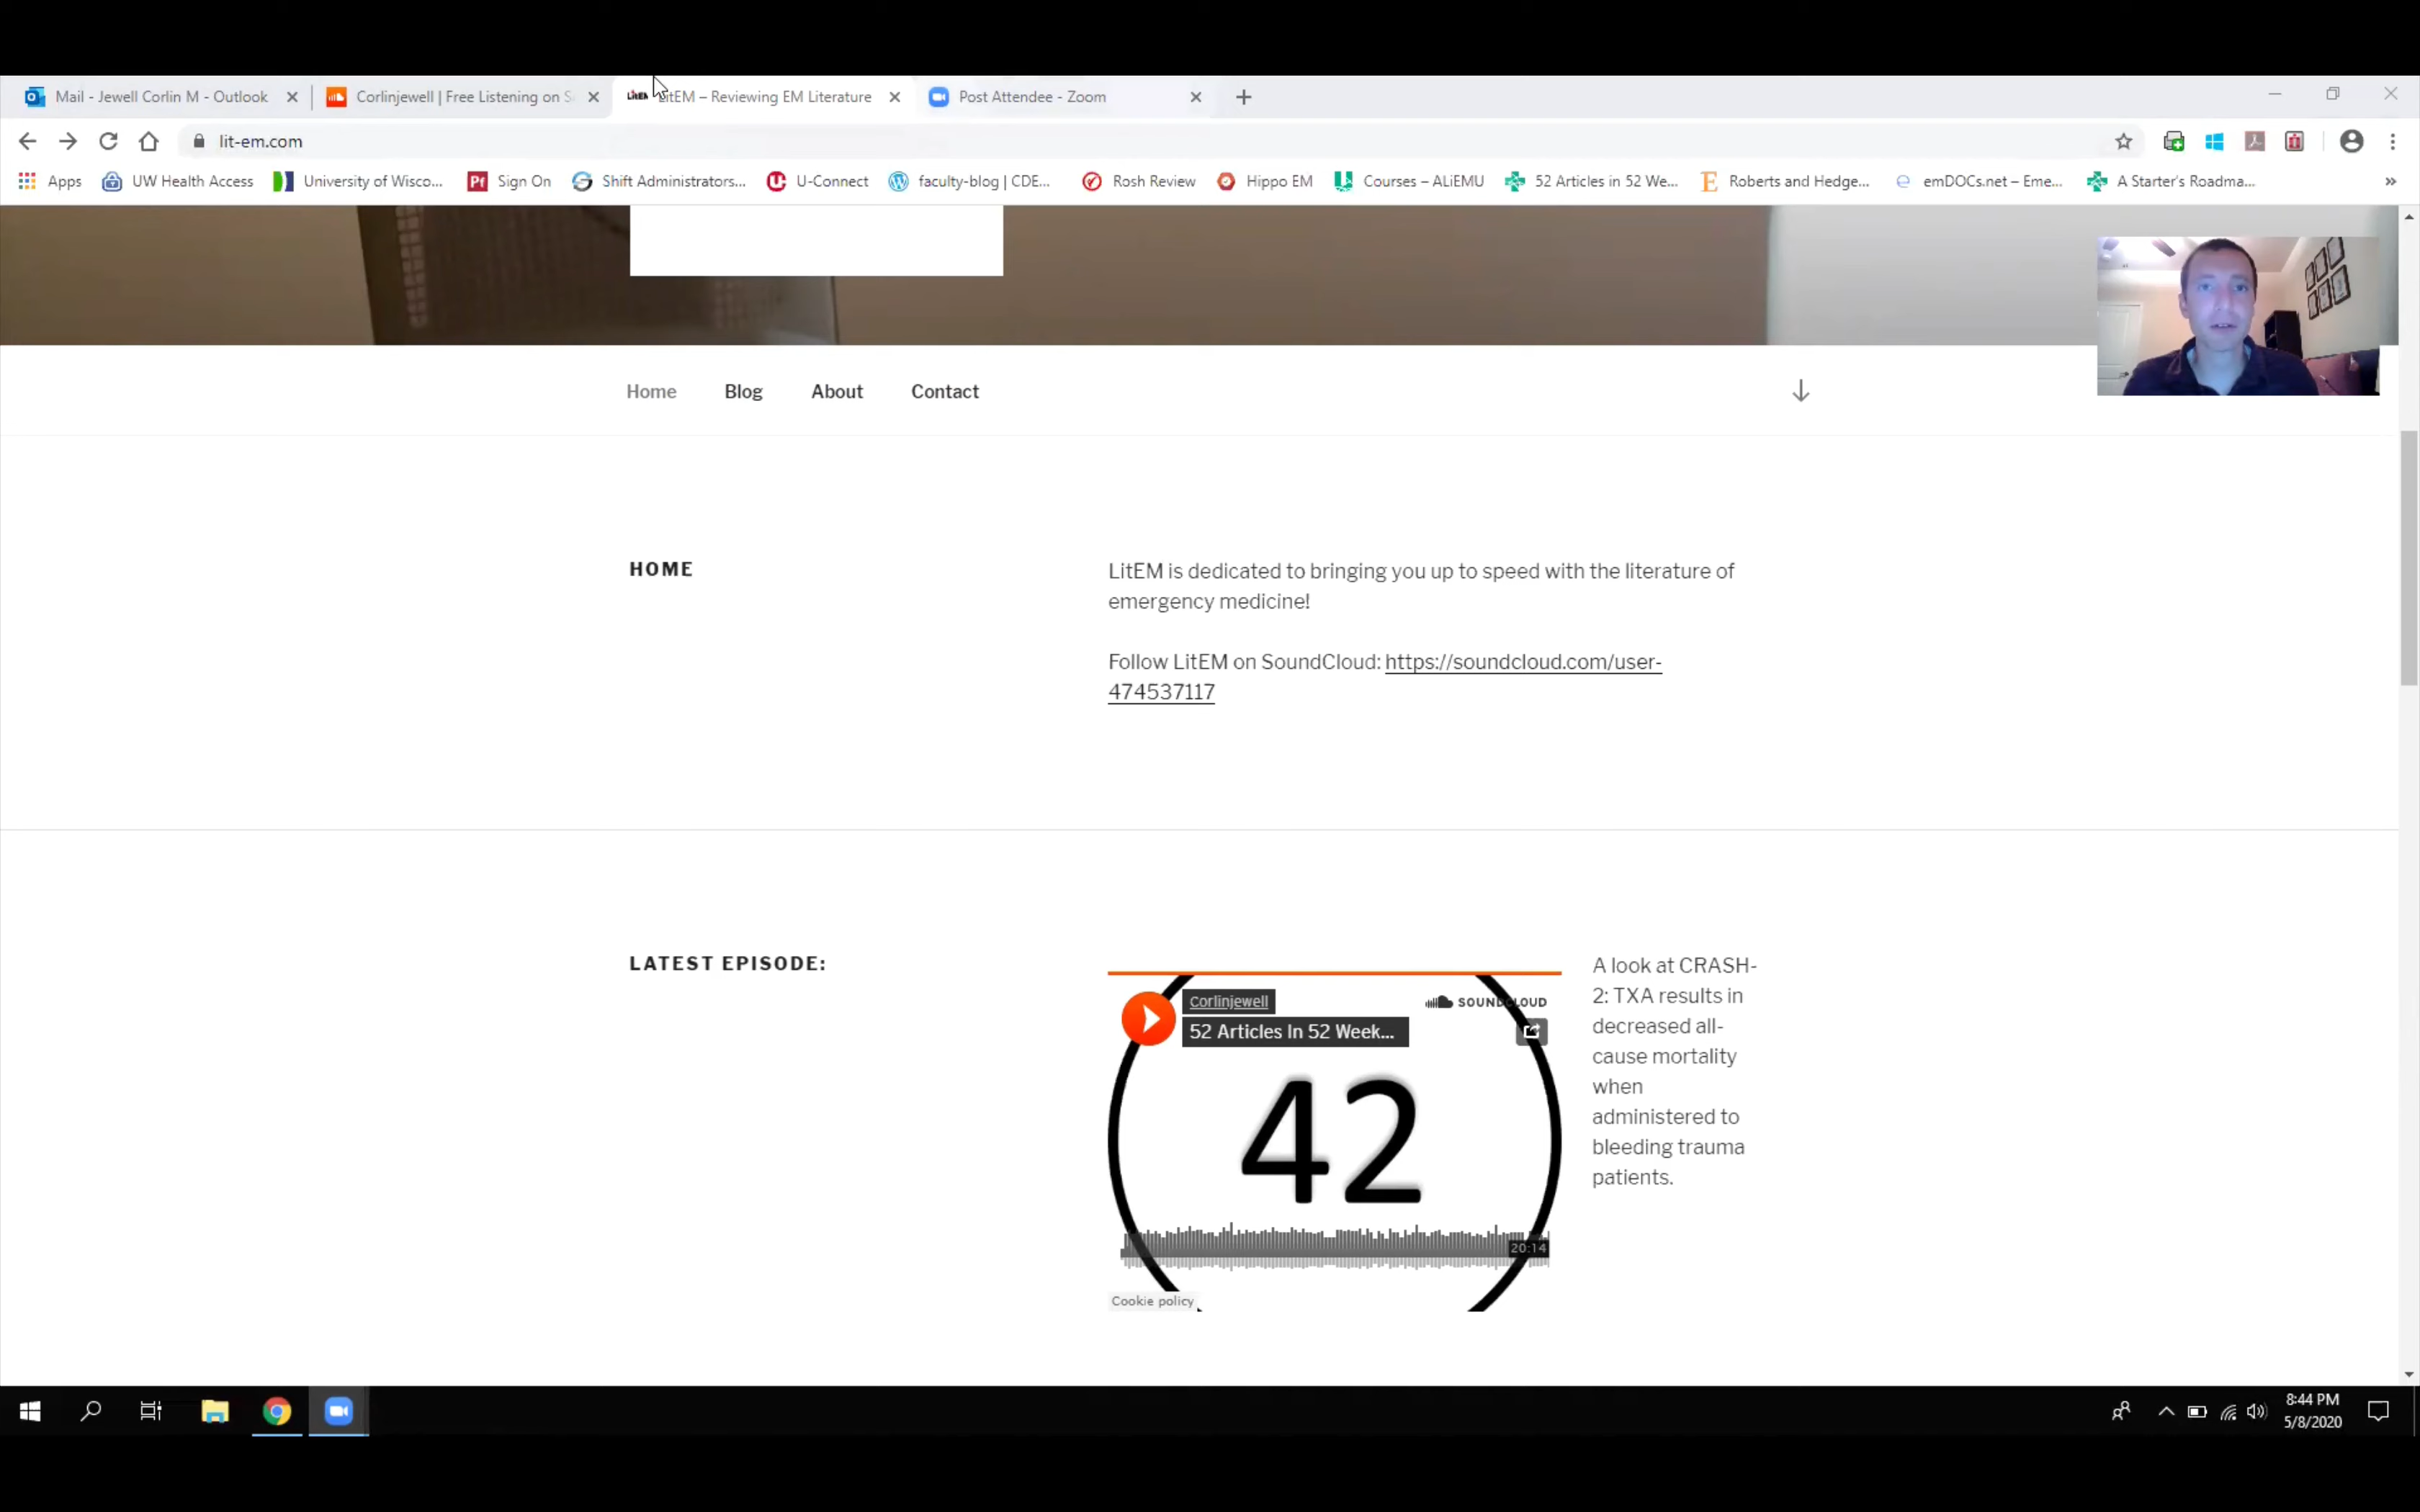 Mail - Jewell Corlin M - Outlook
Corlinjewell | Free Listening on S
LitEM – Reviewing EM Literature
Post Attendee - Zoom
lit-em.com
Apps
UW Health Access
University of Wisco...
Sign On
Shift Administrators...
U-Connect
faculty-blog | CDE...
Rosh Review
Hippo EM
Courses – ALiEMU
52 Articles in 52 We...
Roberts and Hedge...
emDOCs.net – Eme...
A Starter's Roadma...
Home
Blog
About
Contact
HOME
LitEM is dedicated to bringing you up to speed with the literature of
emergency medicine!
Follow LitEM on SoundCloud: https://soundcloud.com/user-
474537117
LATEST EPISODE:
Corlinjewell
SOUNDCLOUD
52 Articles In 52 Week...
42
20:14
Cookie policy
A look at CRASH-
2: TXA results in
decreased all-
cause mortality
when
administered to
bleeding trauma
patients.
8:44 PM
5/8/2020